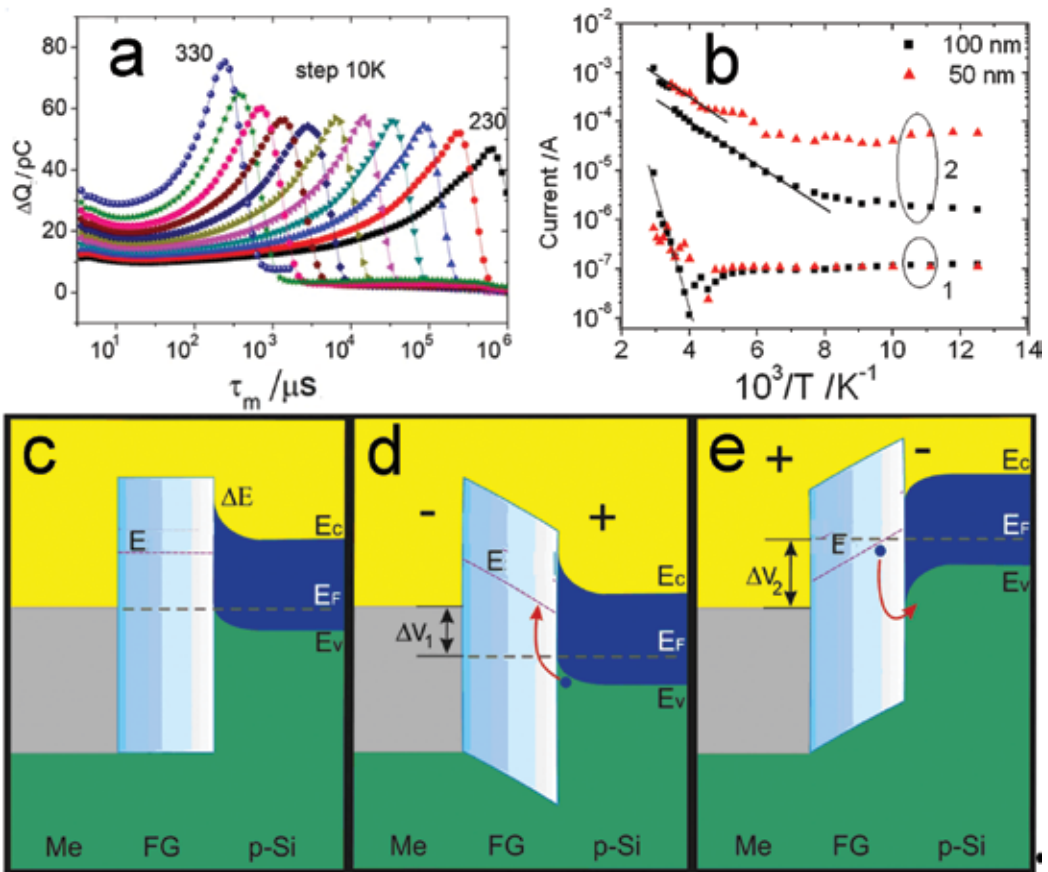 a
330
step 10K
230
ΔQ/pC
80
60
40
20
0
10¹ 10² 10³ 10⁴ 10⁵ 10⁶
τm /μs
b
100 nm
50 nm
2
1
Current /A
10⁻²
10⁻³
10⁻⁴
10⁻⁵
10⁻⁶
10⁻⁷
10⁻⁸
2 4 6 8 10 12 14
10³/T /K⁻¹
c
ΔE
Ec
E
EF
Ev
Me FG p-Si
d
- +
E
Ec
ΔV₁
EF
Ev
Me FG p-Si
e
+ -
Ec
E
EF
ΔV₂
Ev
Me FG p-Si